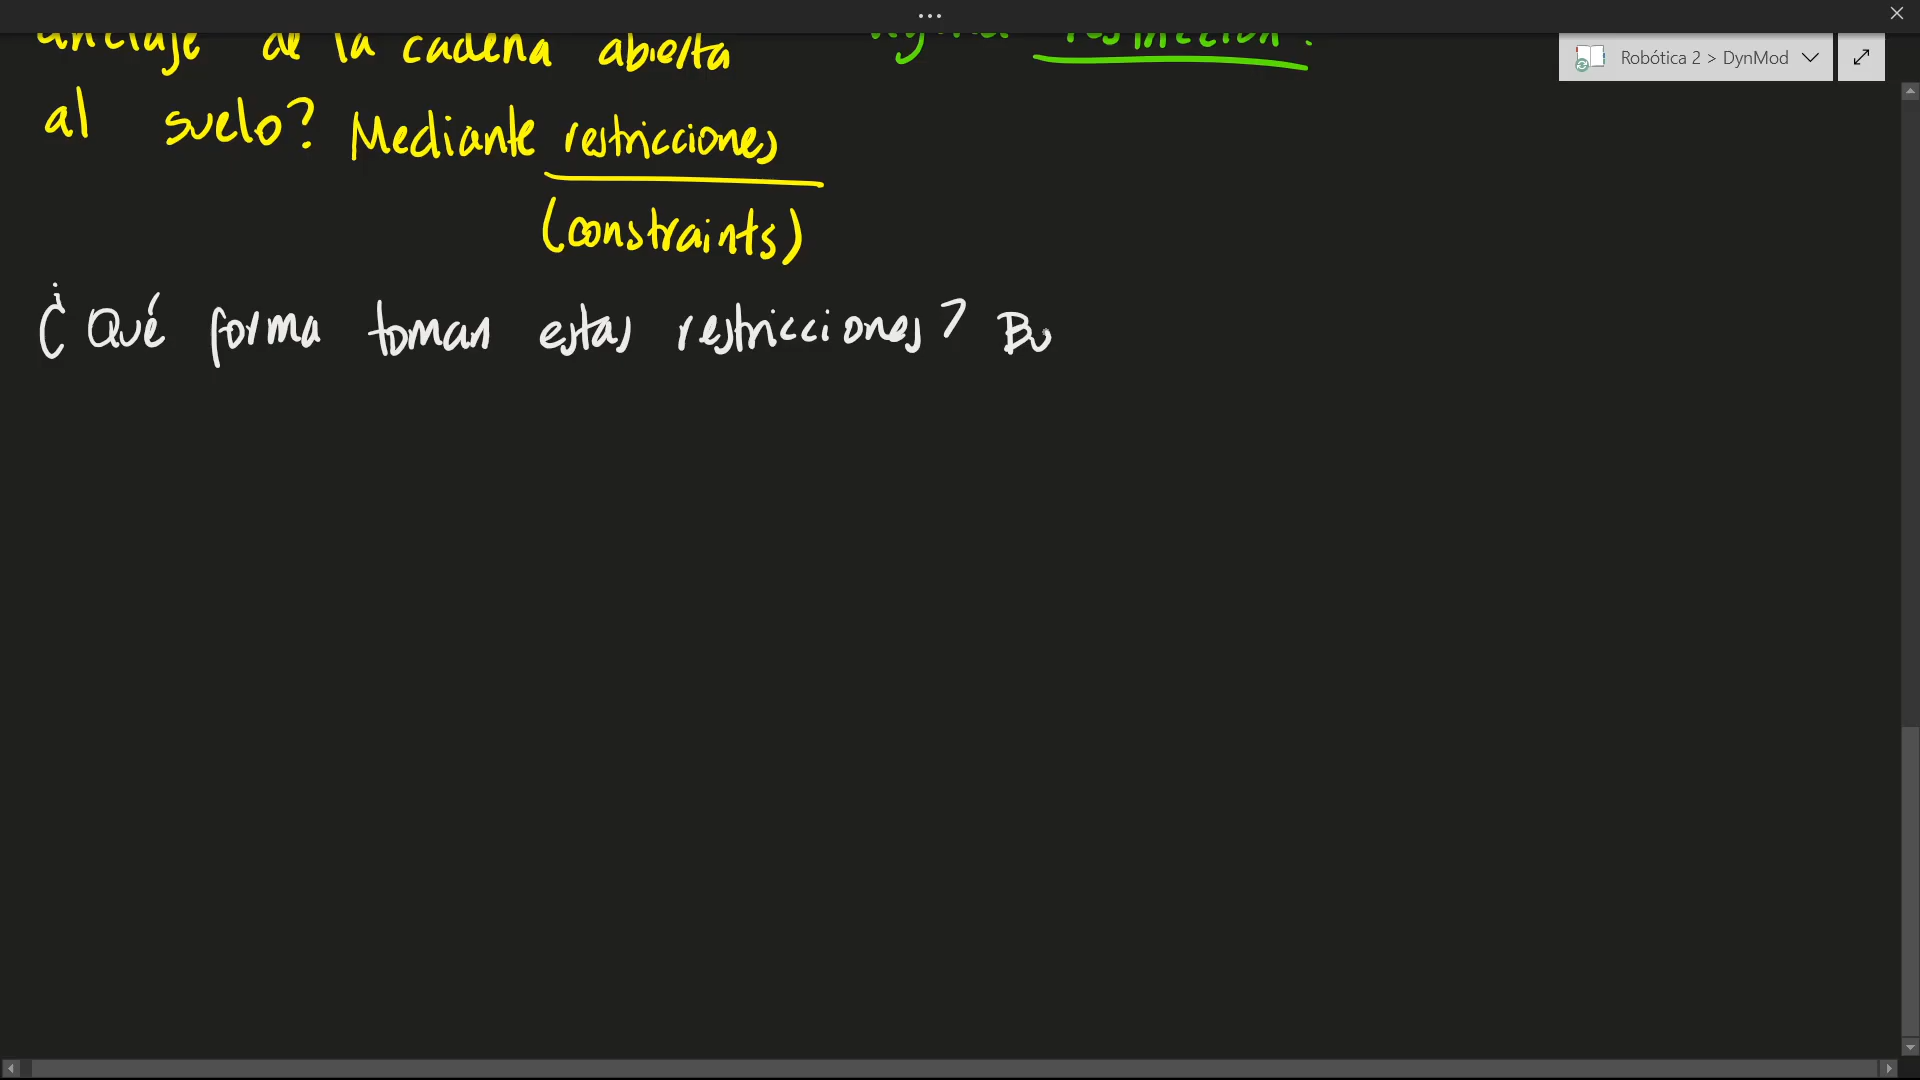 anclaje de la cadena abierta
restricción.
Robótica 2 > DynMod
al suelo? Mediante restricciones
(constraints)
¿Qué forma toman estas restricciones? Bu